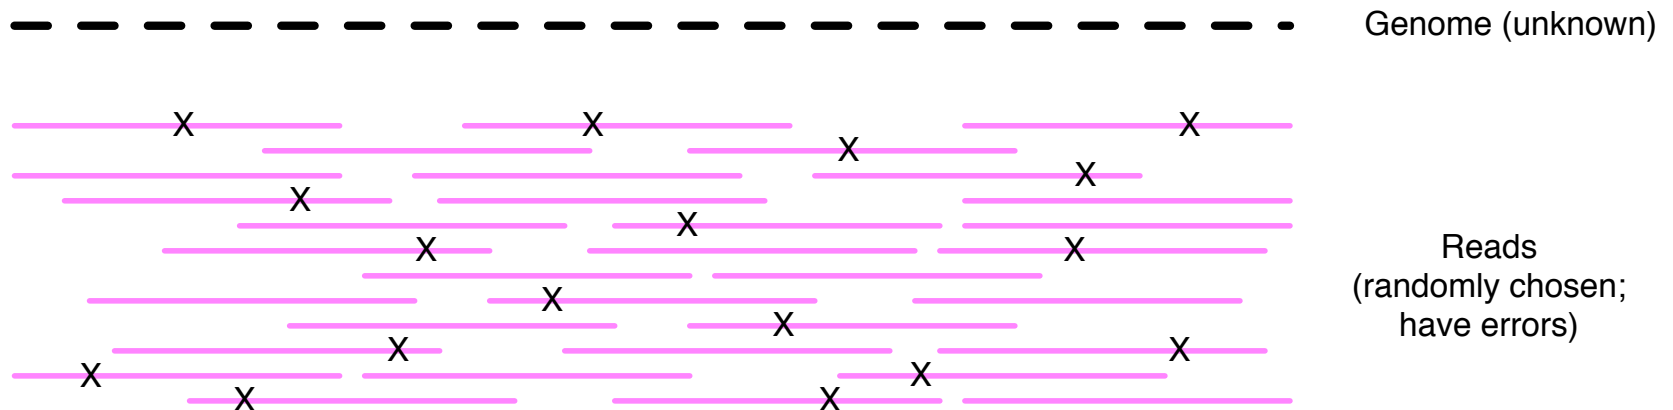 Genome (unknown)
X X X
X
X
X
X
X X
X
X
X X
X X
X X
Reads
(randomly chosen;
have errors)